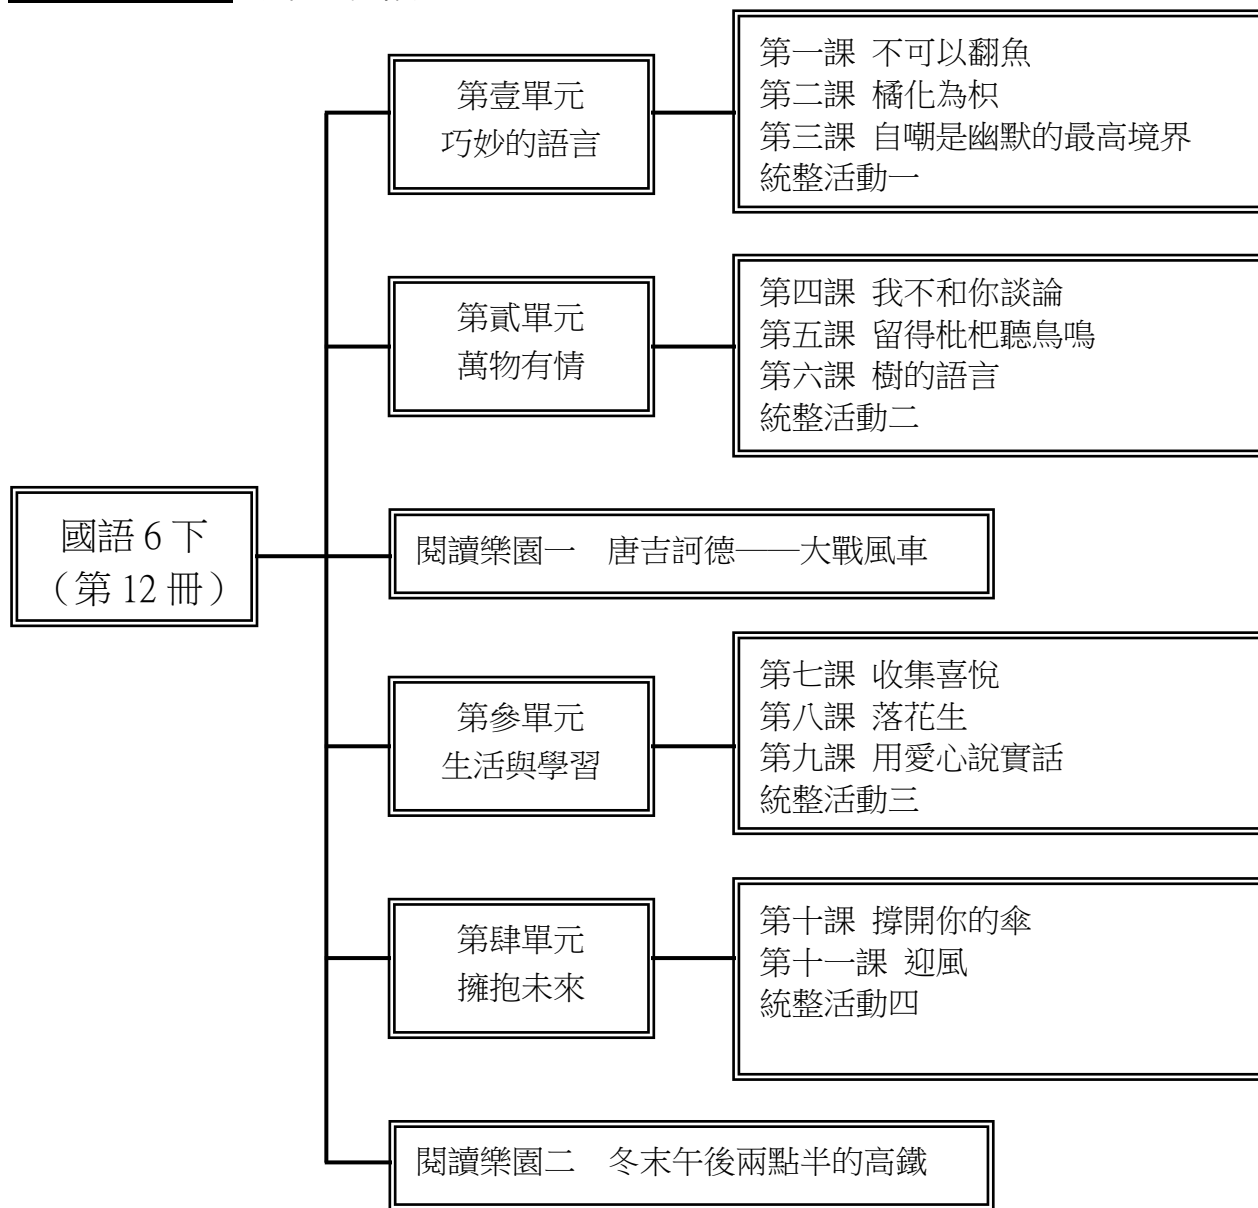 第壹單元
巧妙的語言
第一課 不可以翻魚
第二課 橘化為枳
第三課 自嘲是幽默的最高境界
統整活動一
第貳單元
萬物有情
第四課 我不和你談論
第五課 留得枇杷聽鳥鳴
第六課 樹的語言
統整活動二
國語 6 下
（第 12 冊）
閱讀樂園一 唐吉訶德——大戰風車
第參單元
生活與學習
第七課 收集喜悅
第八課 落花生
第九課 用愛心說實話
統整活動三
第肆單元
擁抱未來
第十課 撐開你的傘
第十一課 迎風
統整活動四
閱讀樂園二 冬末午後兩點半的高鐵